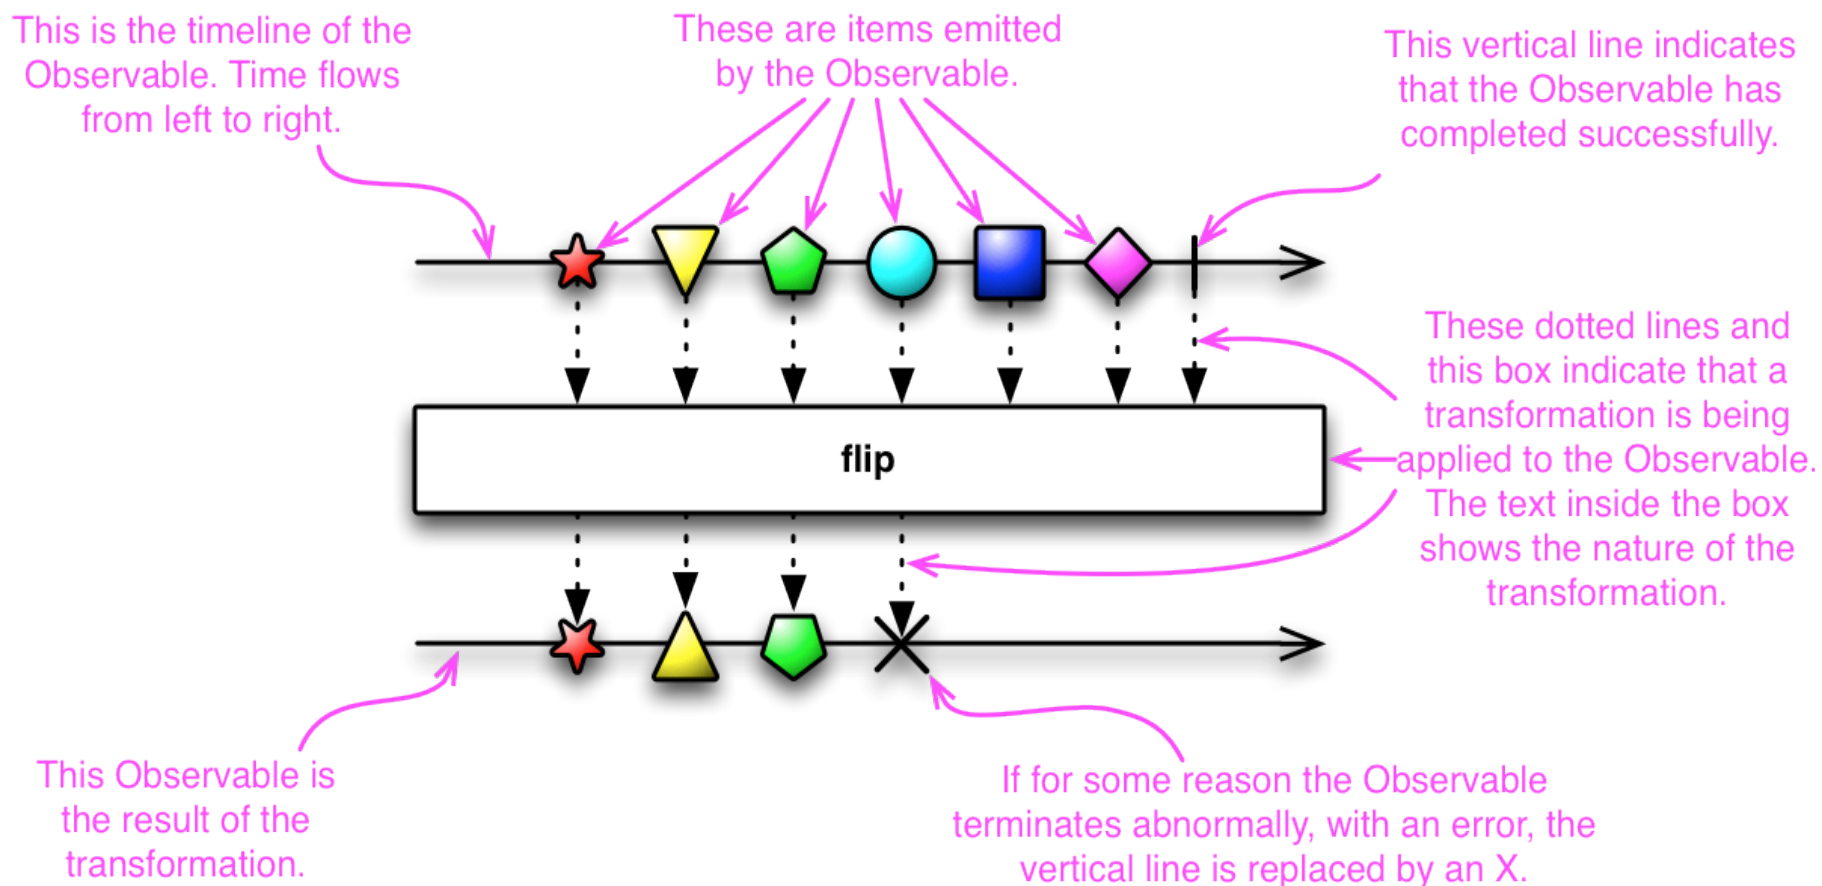 This is the timeline of the
Observable. Time flows
from left to right.
These are items emitted
by the Observable.
This vertical line indicates
that the Observable has
completed successfully.
These dotted lines and
this box indicate that a
transformation is being
applied to the Observable.
The text inside the box
shows the nature of the
transformation.
flip
This Observable is
the result of the
transformation.
If for some reason the Observable
terminates abnormally, with an error, the
vertical line is replaced by an X.